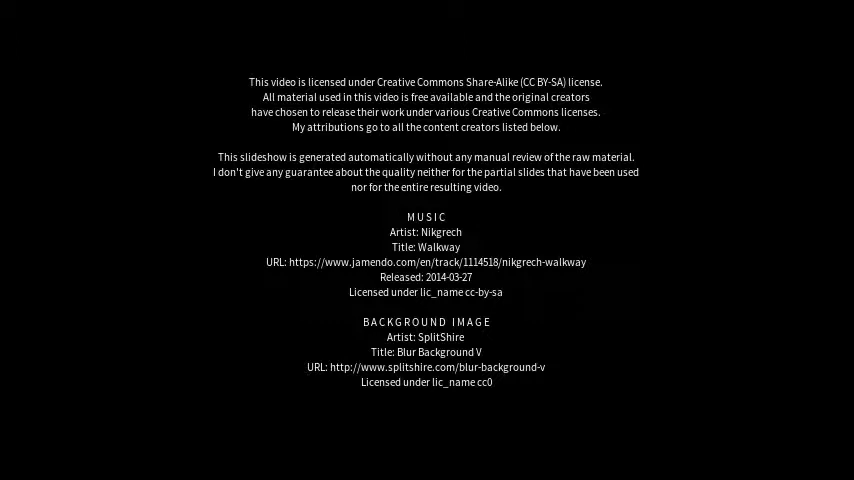 This video is licensed under Creative Commons Share-Alike (CC BY-SA) license.
All material used in this video is free available and the original creators
have chosen to release their work under various Creative Commons licenses.
My attributions go to all the content creators listed below.
This slideshow is generated automatically without any manual review of the raw material.
I don't give any guarantee about the quality neither for the partial slides that have been used
nor for the entire resulting video.
MUSIC
Artist: Nikgrech
Title: Walkway
URL: https://www.jamendo.com/en/track/1114518/nikgrech-walkway
Released: 2014-03-27
Licensed under lic_name cc-by-sa
BACKGROUND IMAGE
Artist: SplitShire
Title: Blur Background V
URL: http://www.splitshire.com/blur-background-v
Licensed under lic_name cc0